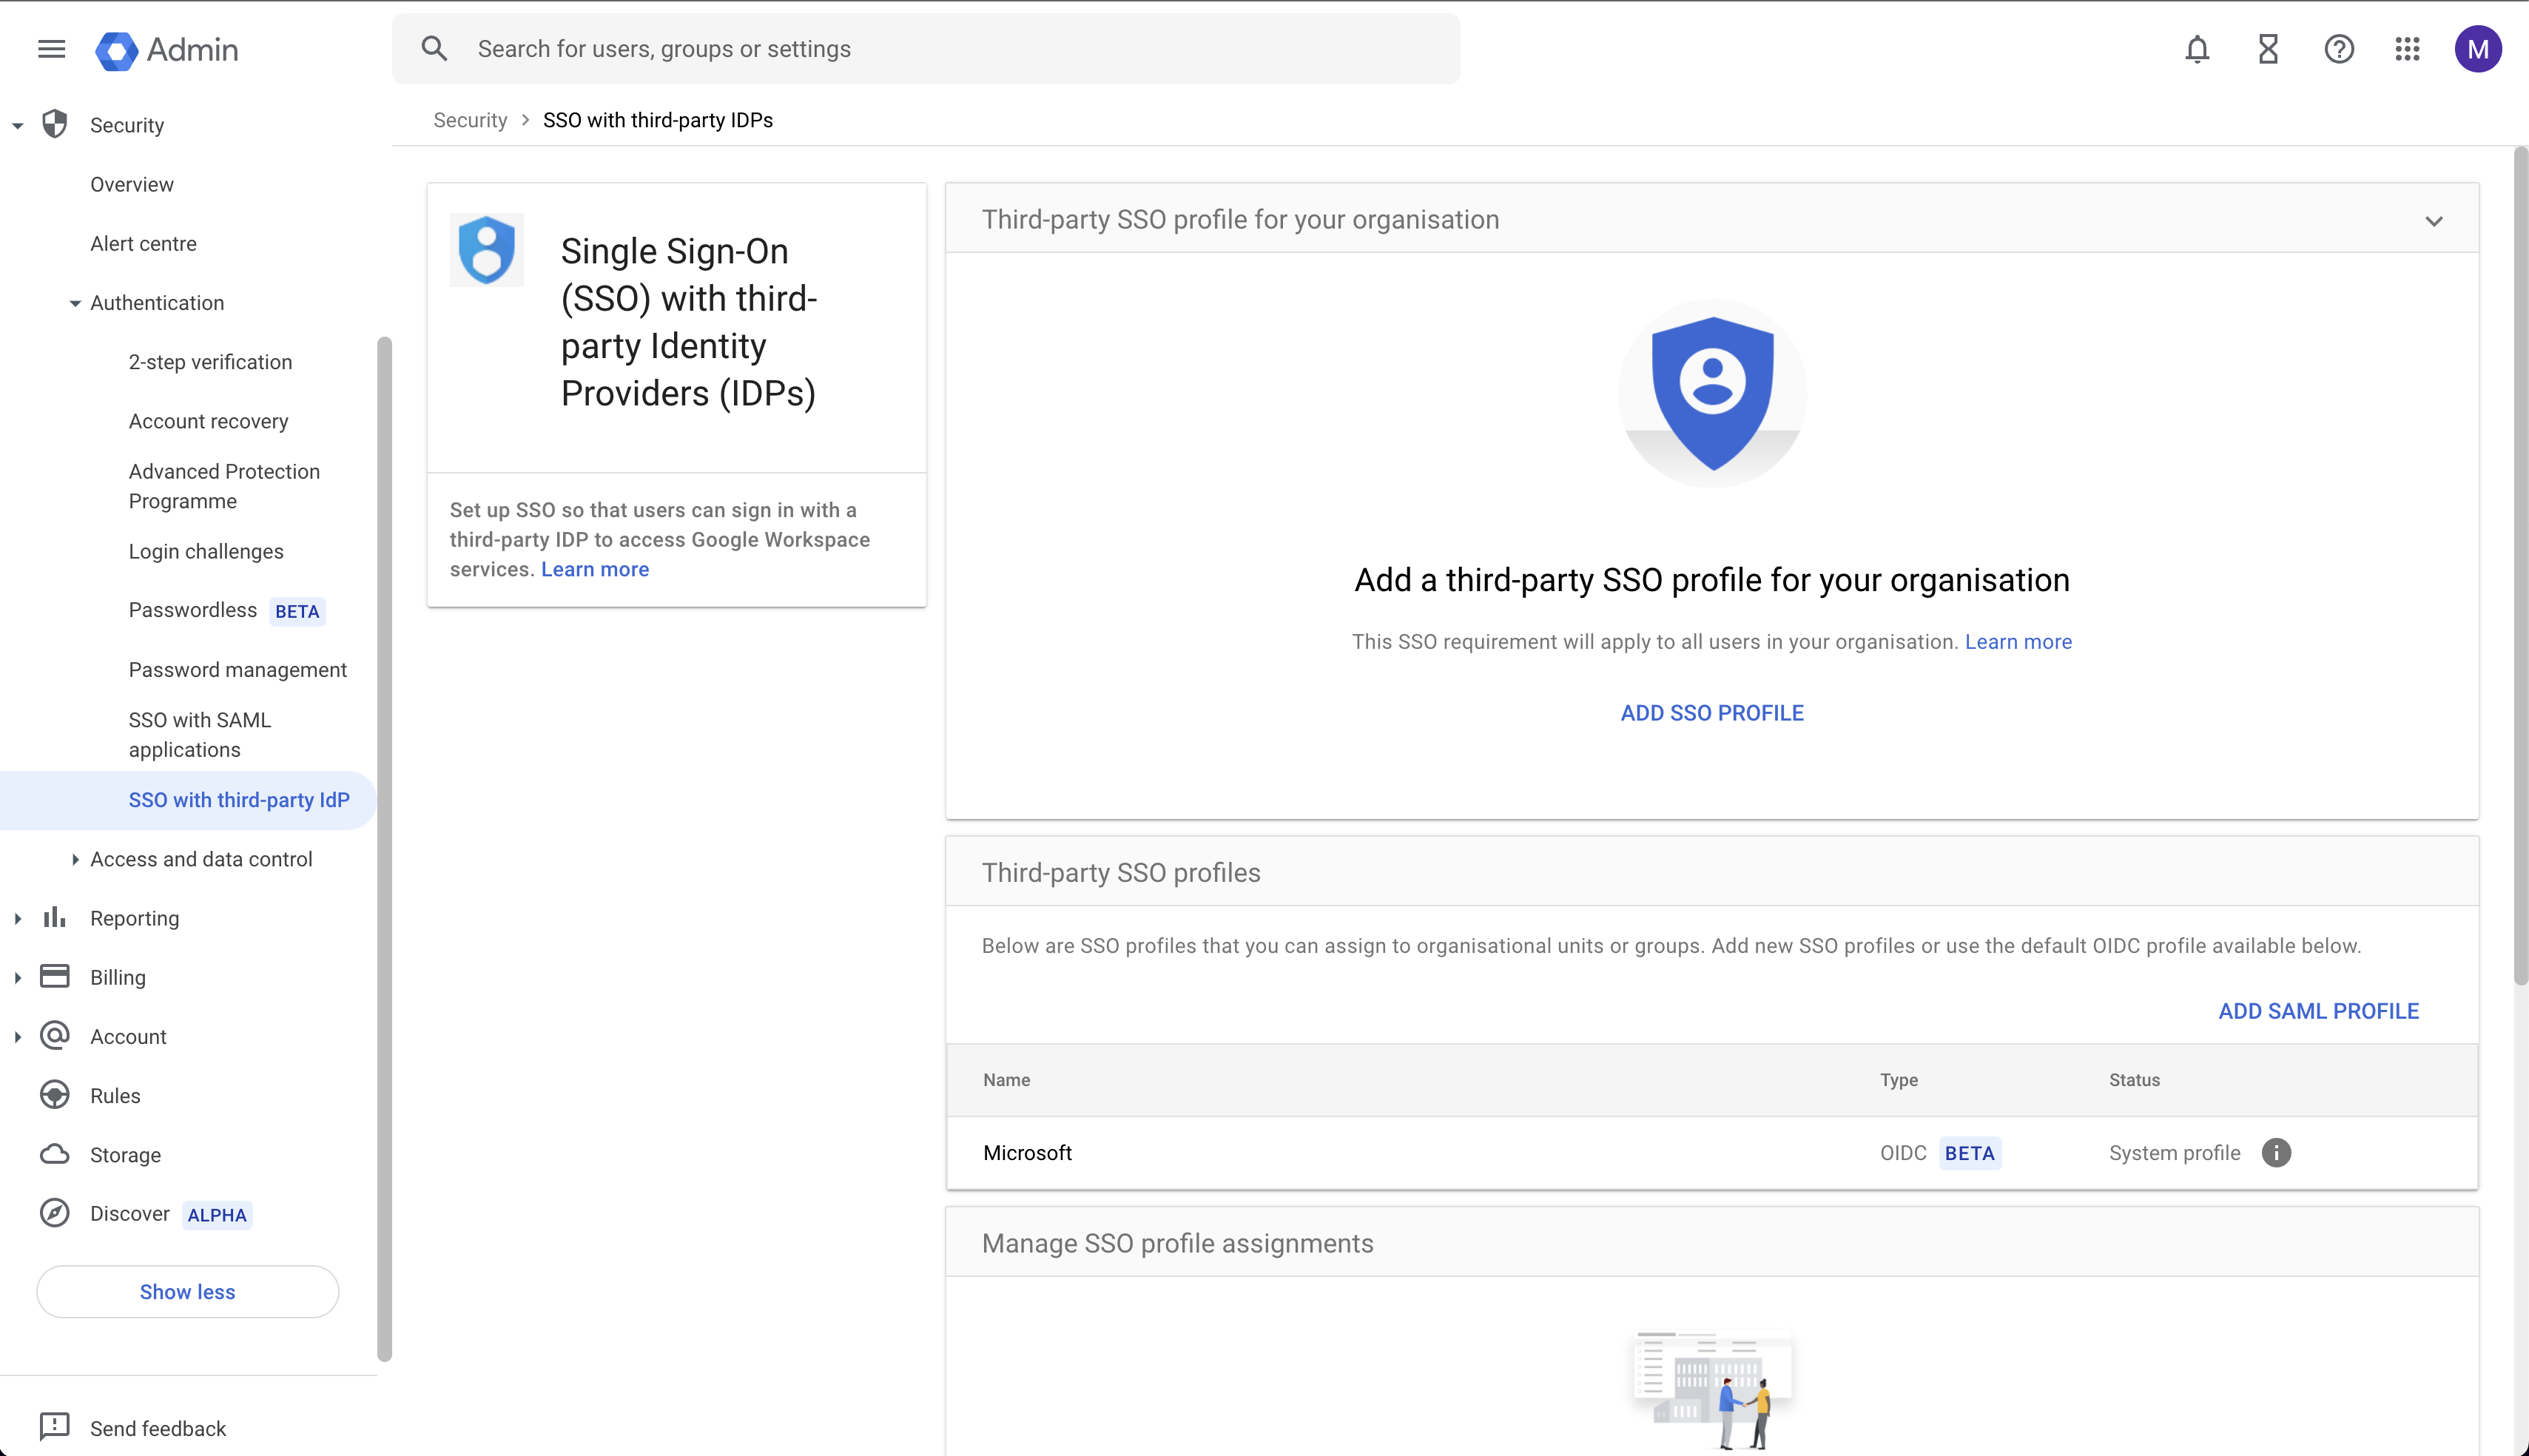 Admin
Search for users, groups or settings
M
Security
Overview
Alert centre
Authentication
2-step verification
Account recovery
Advanced Protection
Programme
Login challenges
Passwordless BETA
Password management
SSO with SAML
applications
SSO with third-party IdP
Access and data control
Reporting
Billing
Account
Rules
Storage
Discover ALPHA
Show less
Send feedback
Security > SSO with third-party IDPs
Single Sign-On
(SSO) with third-
party Identity
Providers (IDPs)
Set up SSO so that users can sign in with a
third-party IDP to access Google Workspace
services. Learn more
Third-party SSO profile for your organisation
Add a third-party SSO profile for your organisation
This SSO requirement will apply to all users in your organisation. Learn more
ADD SSO PROFILE
Third-party SSO profiles
Below are SSO profiles that you can assign to organisational units or groups. Add new SSO profiles or use the default OIDC profile available below.
ADD SAML PROFILE
Name Type Status
Microsoft OIDC BETA System profile
Manage SSO profile assignments